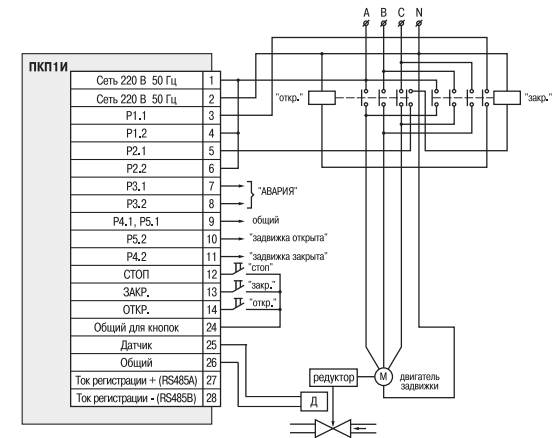 A B C N
ПКП1И
Сеть 220 В 50 Гц 1
Сеть 220 В 50 Гц 2
Р1.1 3
Р1.2 4
Р2.1 5
Р2.2 6
Р3.1 7
Р3.2 8
"АВАРИЯ"
Р4.1, Р5.1 9 общий
Р5.2 10 "задвижка открыта"
Р4.2 11 "задвижка закрыта"
СТОП 12 "стоп"
ЗАКР. 13 "закр."
ОТКР. 14 "откр."
Общий для кнопок 24
Датчик 25
Общий 26
Ток регистрации + (RS485A) 27
Ток регистрации - (RS485B) 28
"откр."
"закр."
редуктор
М
двигатель
задвижки
Д